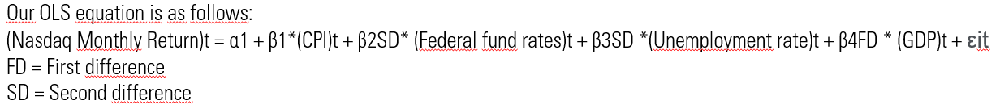 Our OLS equation is as follows:
(Nasdaq Monthly Return)t = α1 + β1*(CPI)t + β2SD* (Federal fund rates)t + β3SD *(Unemployment rate)t + β4FD * (GDP)t + εit
FD = First difference
SD = Second difference